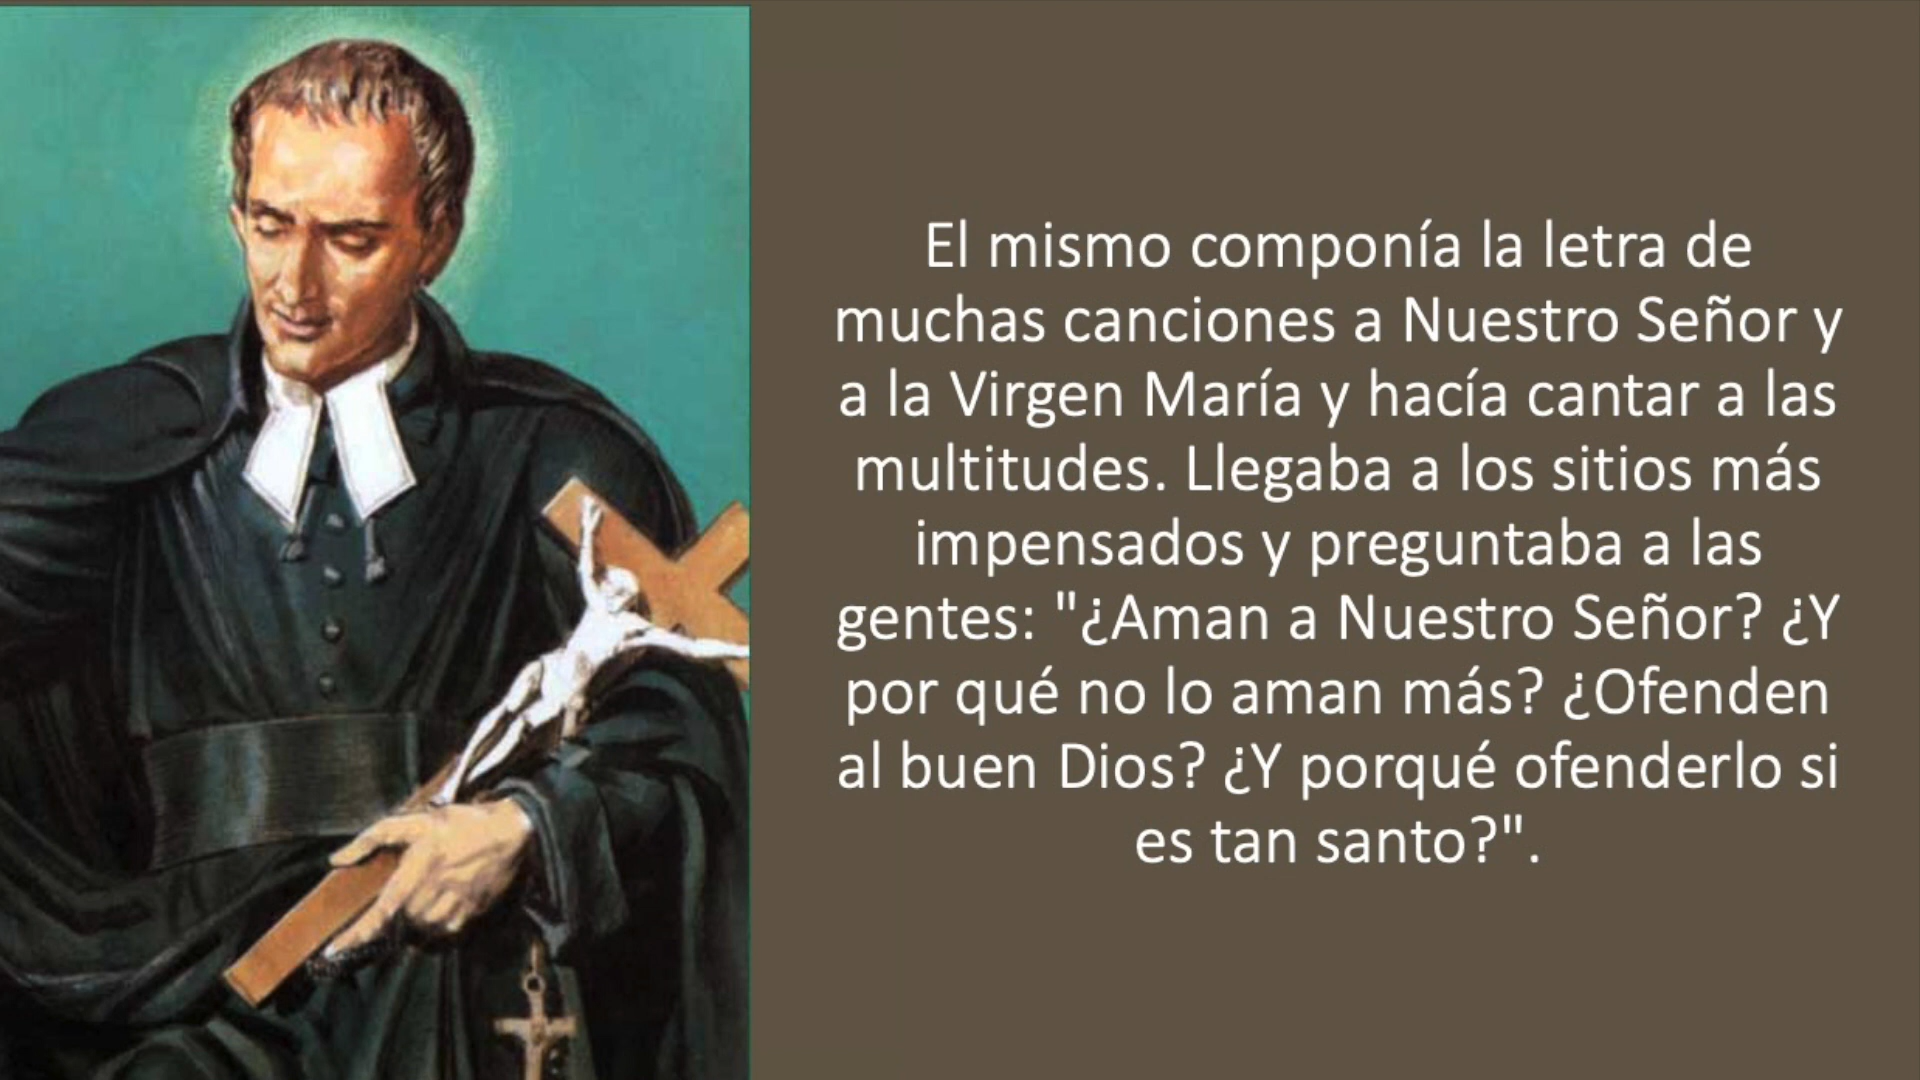 El mismo componía la letra de
muchas canciones a Nuestro Señor y
a la Virgen María y hacía cantar a las
multitudes. Llegaba a los sitios más
impensados y preguntaba a las
gentes: "¿Aman a Nuestro Señor? ¿Y
por qué no lo aman más? ¿Ofenden
al buen Dios? ¿Y porqué ofenderlo si
es tan santo?".